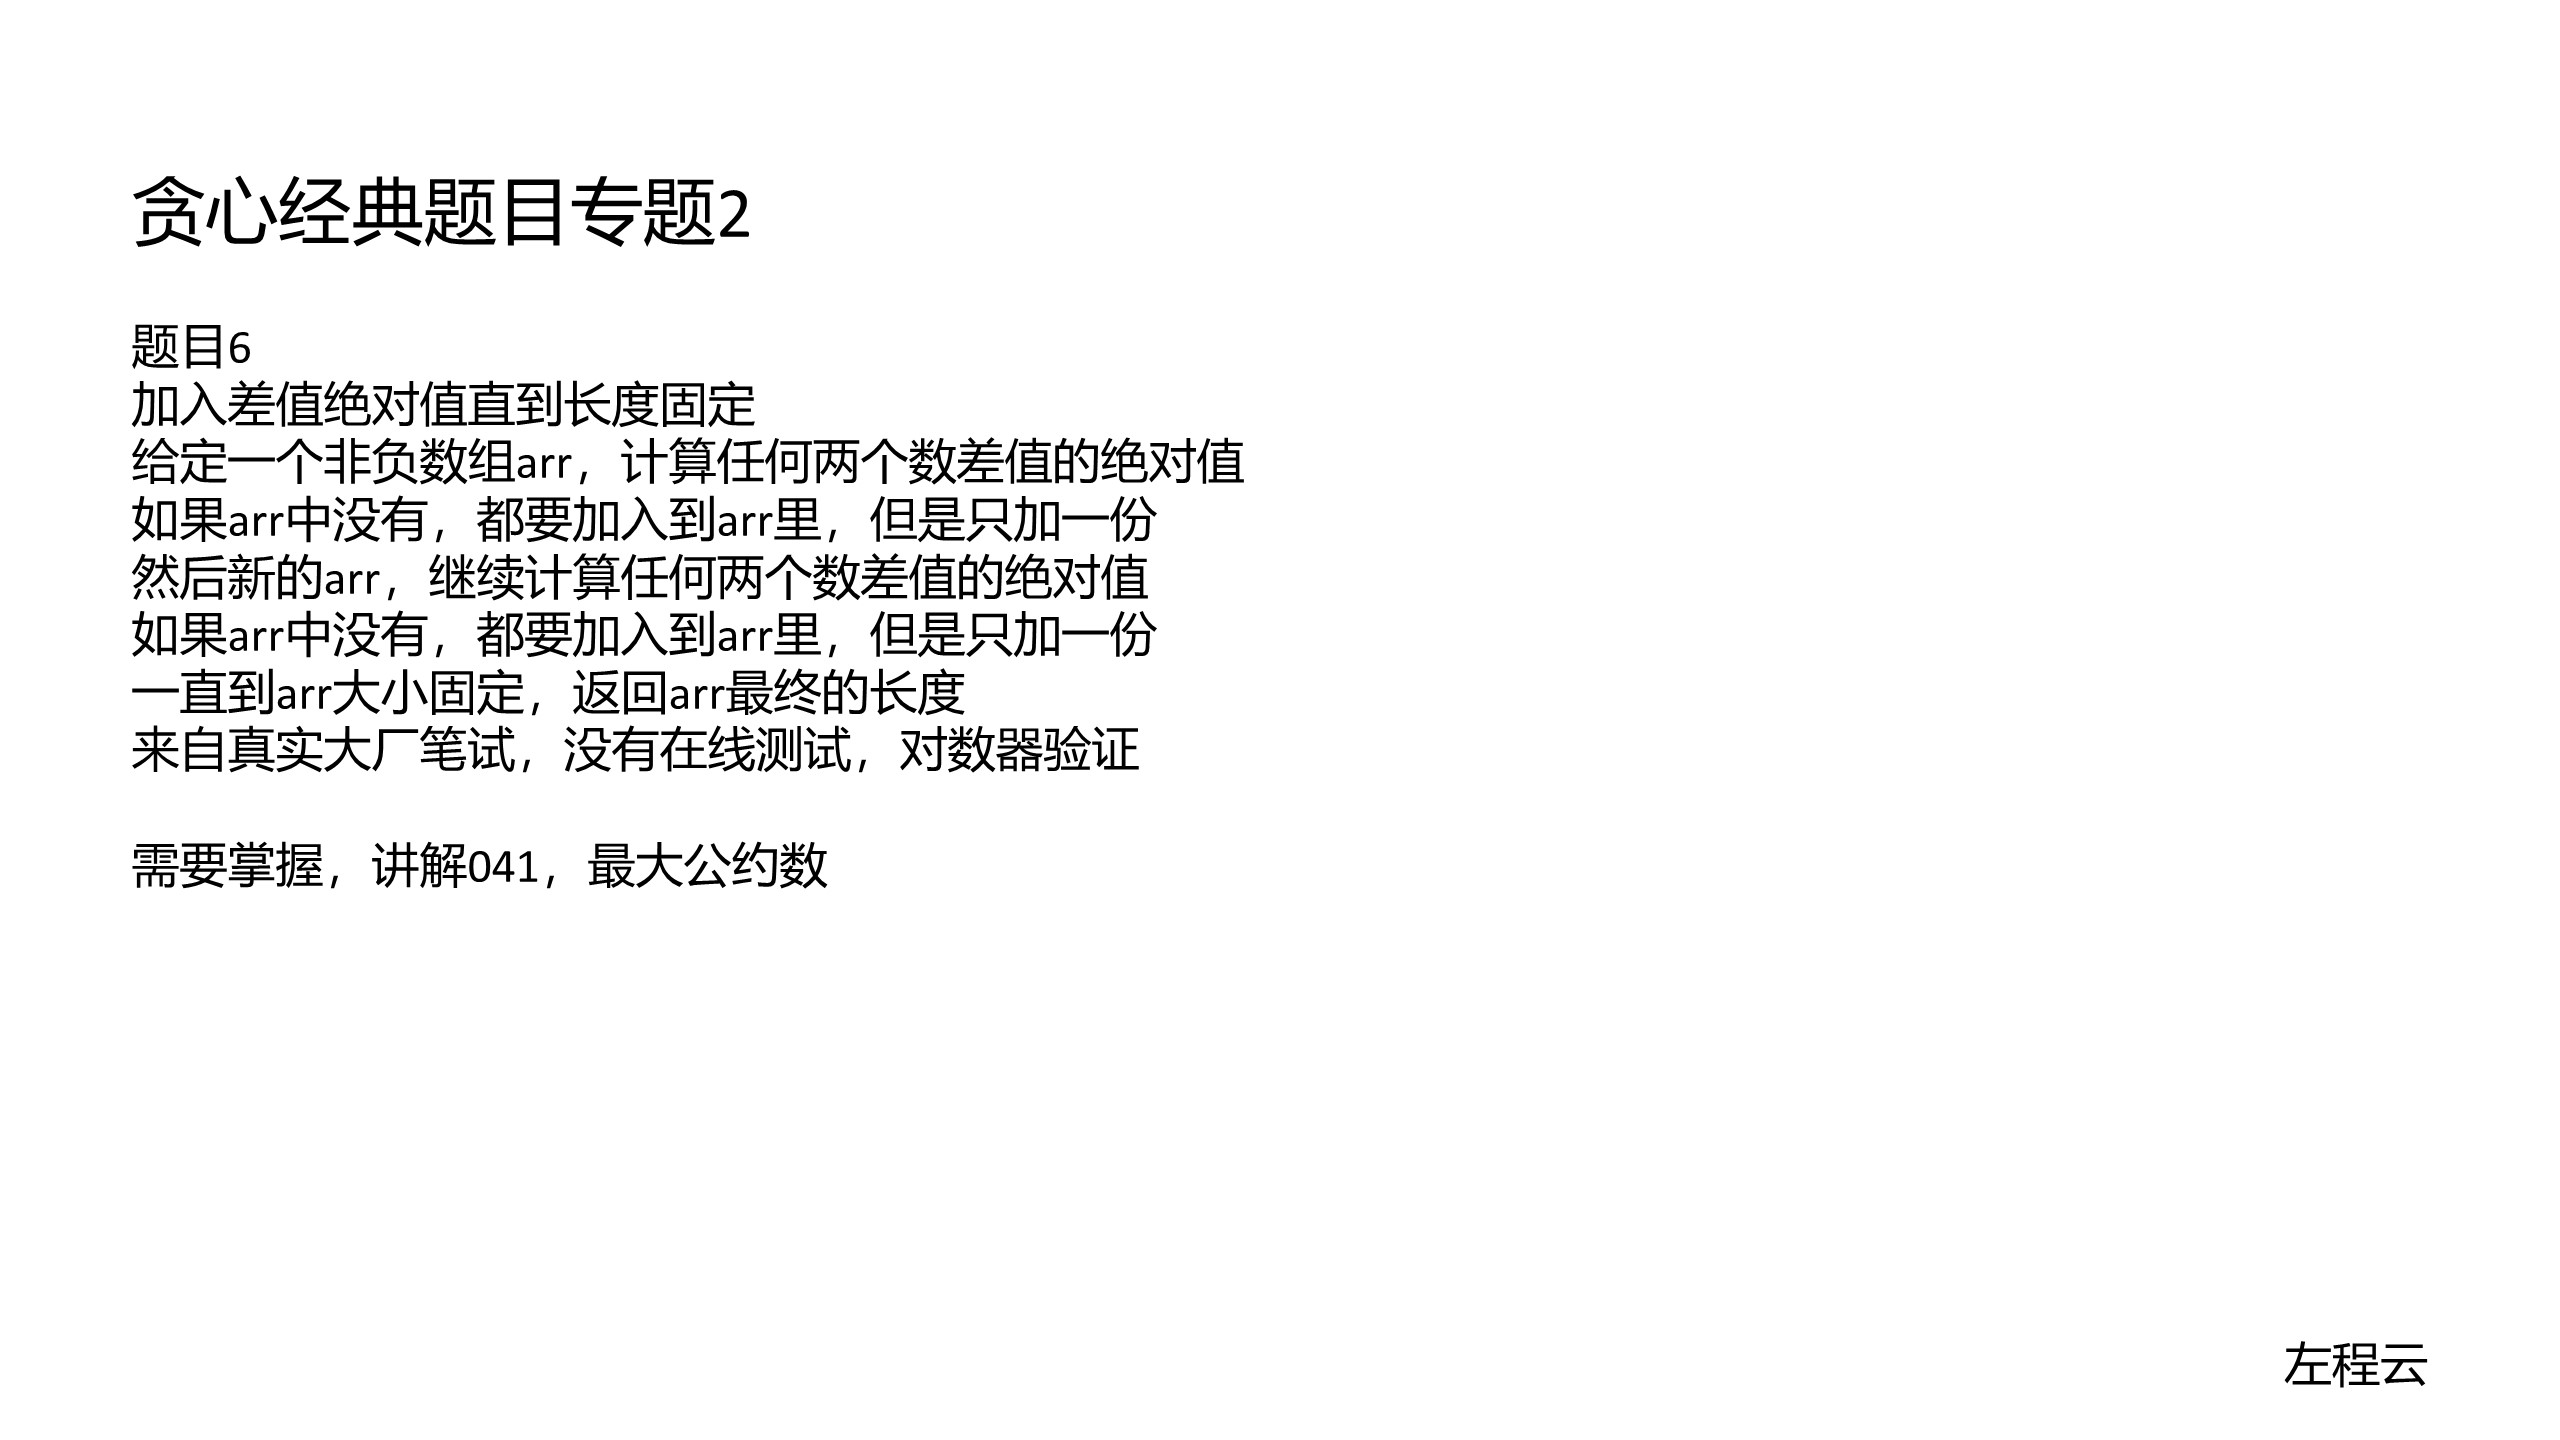 贪心经典题目专题2
题目6
加入差值绝对值直到长度固定
给定一个非负数组arr，计算任何两个数差值的绝对值
如果arr中没有，都要加入到arr里，但是只加一份
然后新的arr，继续计算任何两个数差值的绝对值
如果arr中没有，都要加入到arr里，但是只加一份
一直到arr大小固定，返回arr最终的长度
来自真实大厂笔试，没有在线测试，对数器验证
需要掌握，讲解041，最大公约数
左程云